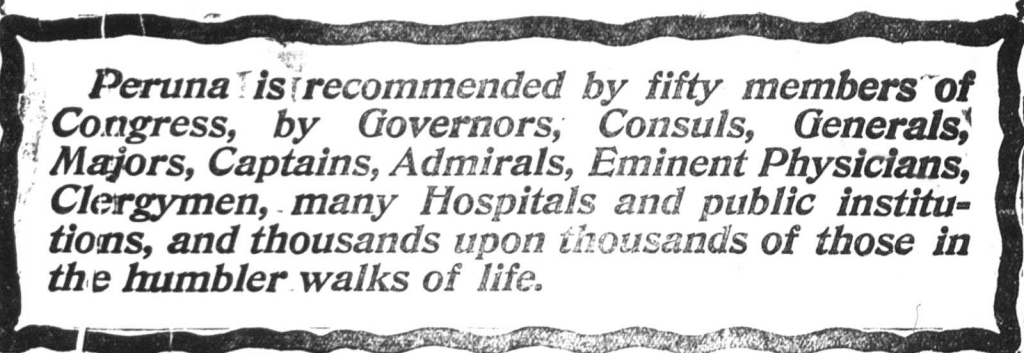 Peruna is recommended by fifty members of
Congress, by Governors, Consuls, Generals,
Majors, Captains, Admirals, Eminent Physicians,
Clergymen, many Hospitals and public institu-
tions, and thousands upon thousands of those in
the humbler walks of life.